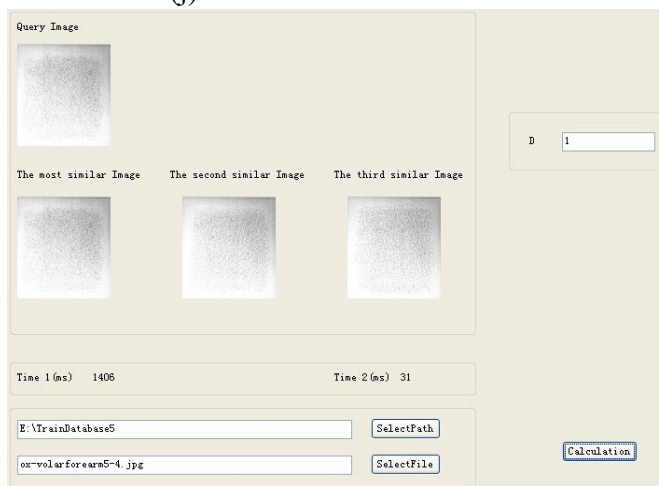 Query Image
D 1
The most similar Image The second similar Image The third similar Image
Time 1(ms) 1406 Time 2(ms) 31
E:\TrainDatabase5 SelectPath
Calculation
ox-volarforearm5-4.jpg SelectFile